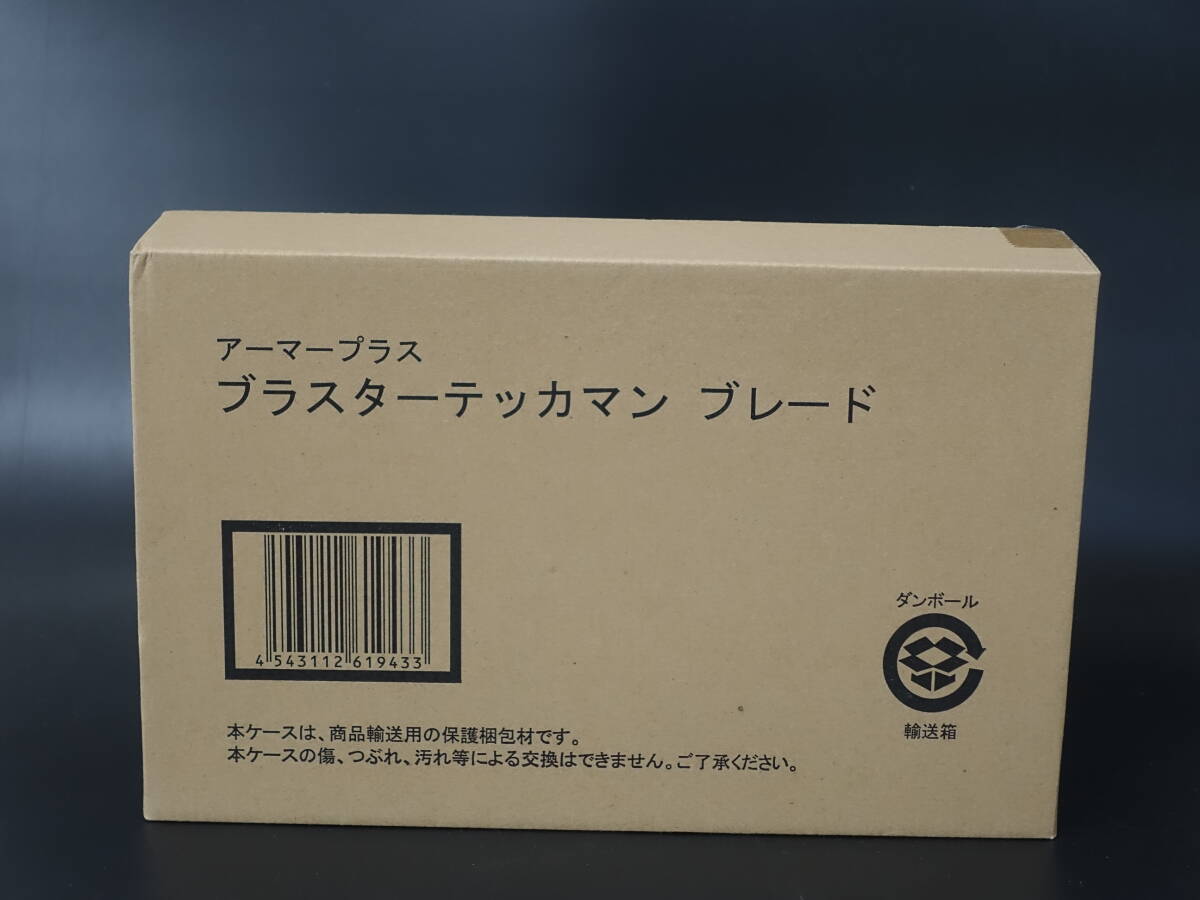 アーマープラス
ブラスターテッカマン ブレード
4 543112 619433
ダンボール
輸送箱
本ケースは、商品輸送用の保護梱包材です。
本ケースの傷、つぶれ、汚れ等による交換はできません。ご了承ください。